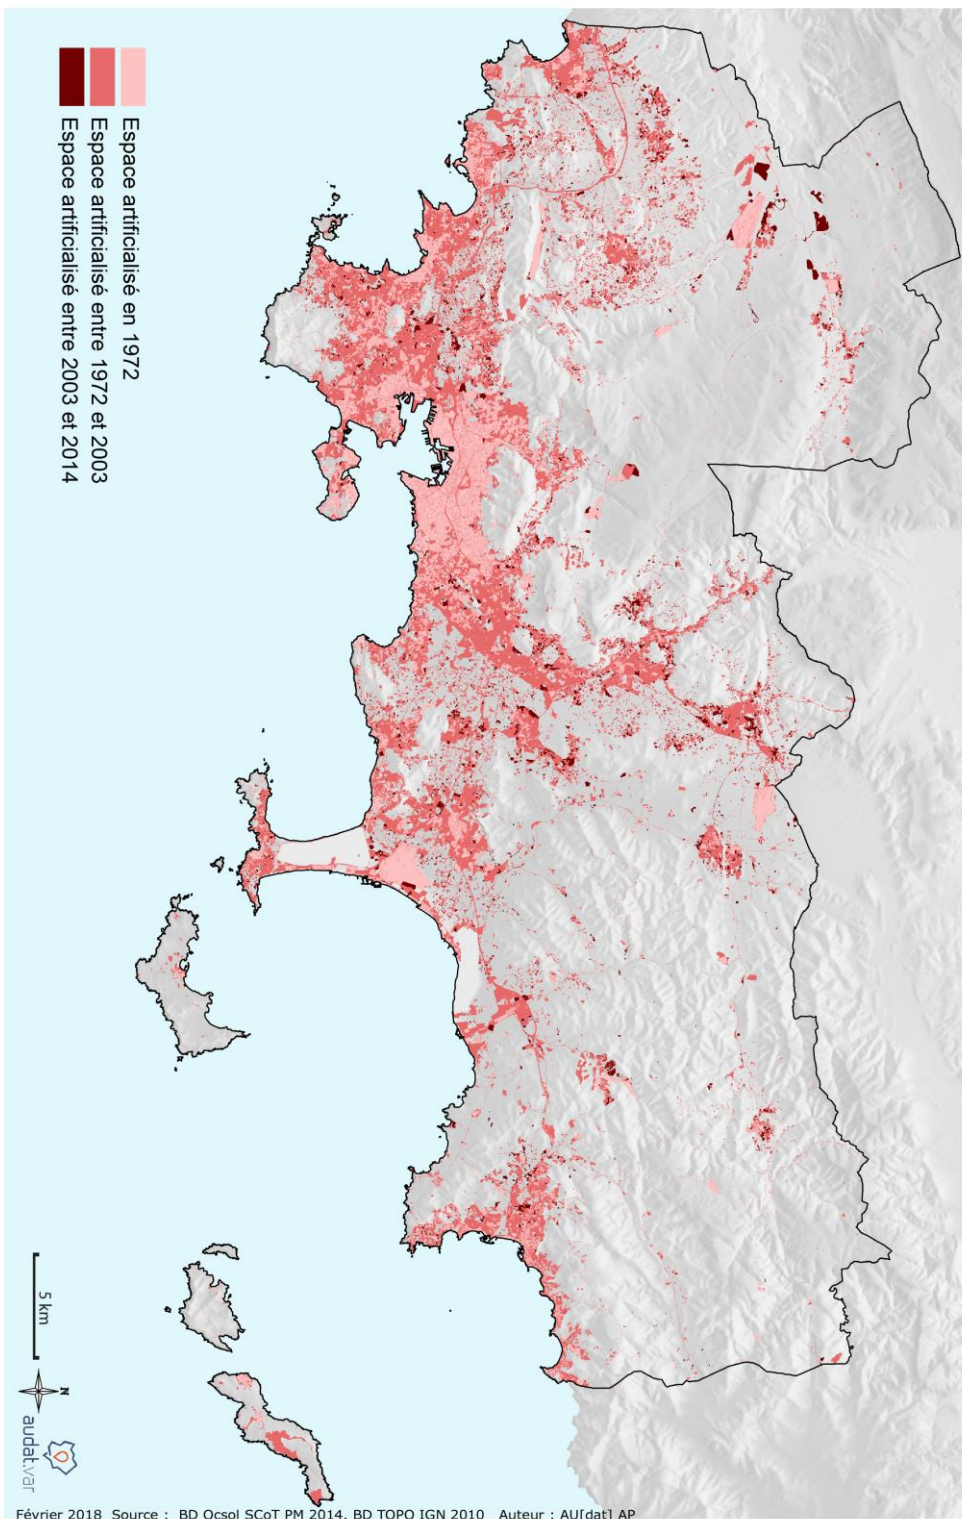 Espace artificialisé en 1972
Espace artificialisé entre 1972 et 2003
Espace artificialisé entre 2003 et 2014
5 km
N
audat.var
Février 2018 Source : BD Ocsol SCoT PM 2014, BD TOPO IGN 2010 Auteur : AU[dat] AP